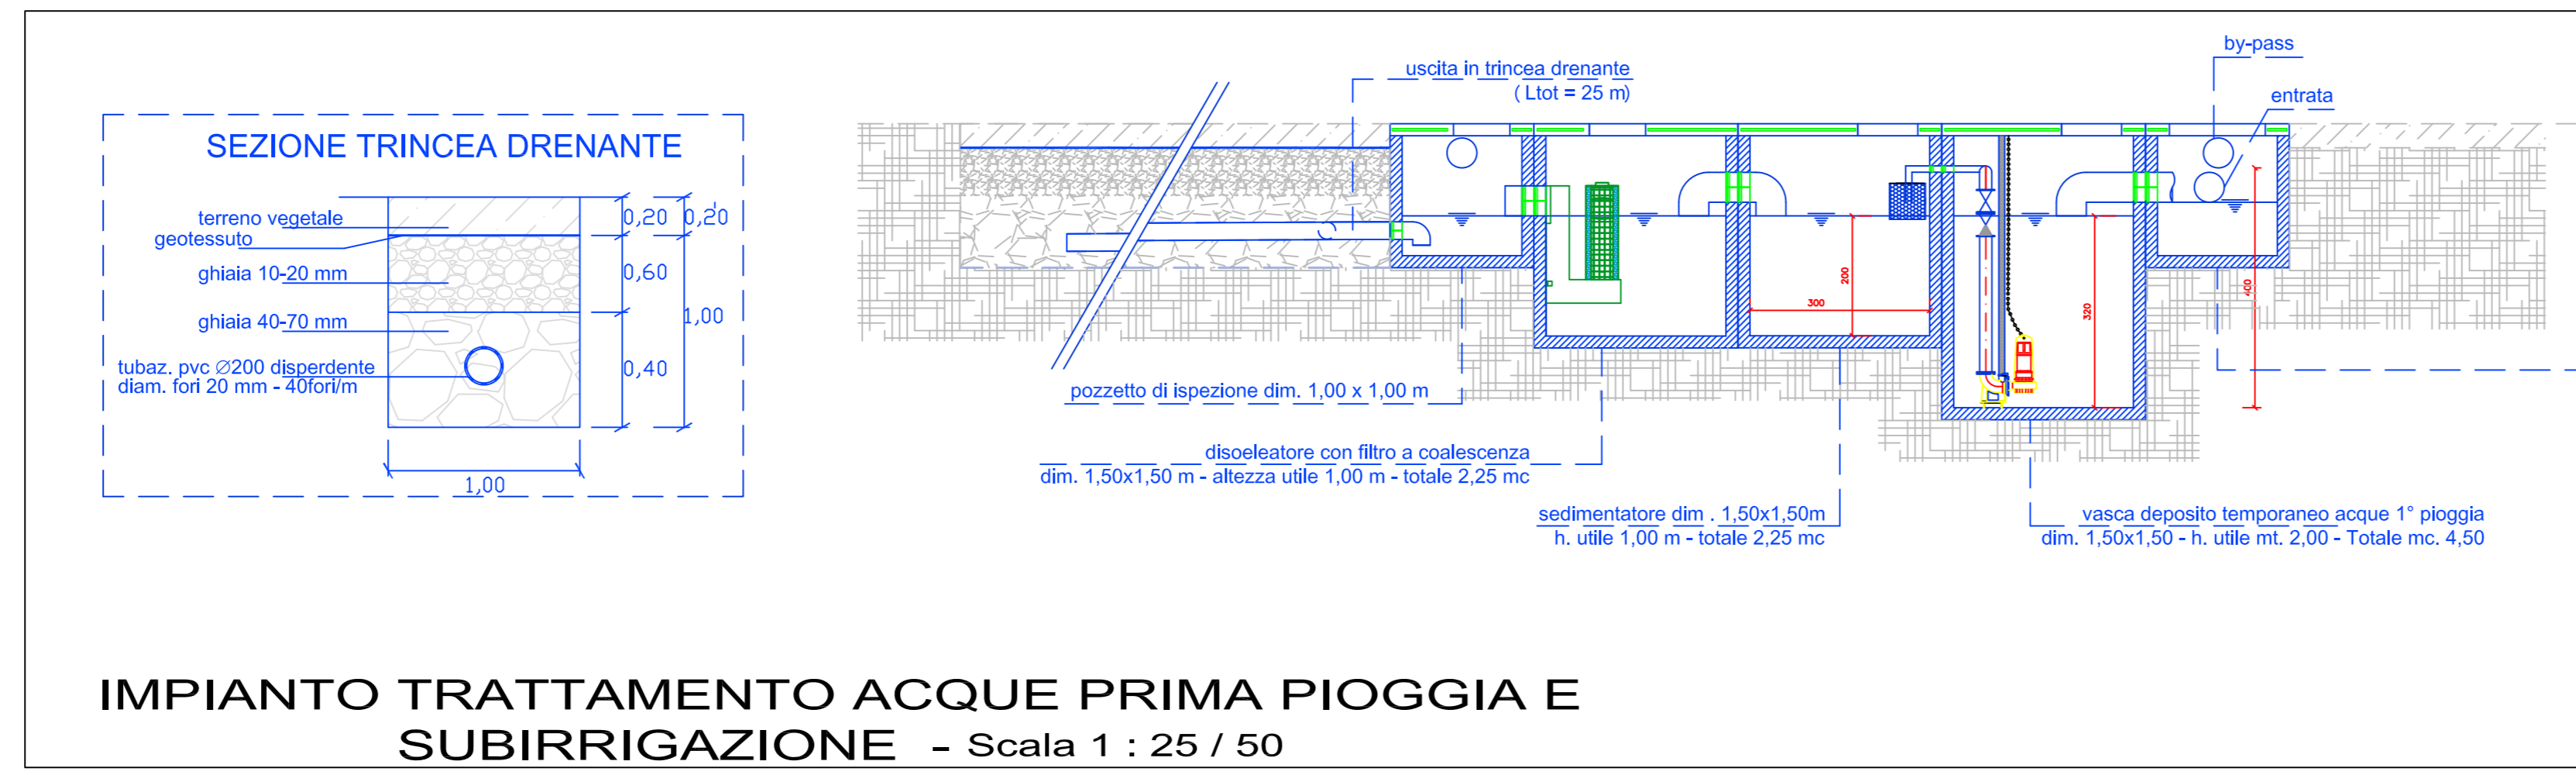 SEZIONE TRINCEA DRENANTE
terreno vegetale
geotessuto
ghiaia 10-20 mm
ghiaia 40-70 mm
tubaz. pvc ∅200 disperdente
diam. fori 20 mm - 40fori/m
0,20 0,20
0,60
1,00
0,40
1,00
uscita in trincea drenante
( Ltot = 25 m)
by-pass
entrata
200
300
320
400
pozzetto di ispezione dim. 1,00 x 1,00 m
disoeleatore con filtro a coalescenza
dim. 1,50x1,50 m - altezza utile 1,00 m - totale 2,25 mc
sedimentatore dim . 1,50x1,50m
h. utile 1,00 m - totale 2,25 mc
vasca deposito temporaneo acque 1° pioggia
dim. 1,50x1,50 - h. utile mt. 2,00 - Totale mc. 4,50
IMPIANTO TRATTAMENTO ACQUE PRIMA PIOGGIA E
SUBIRRIGAZIONE - Scala 1 : 25 / 50